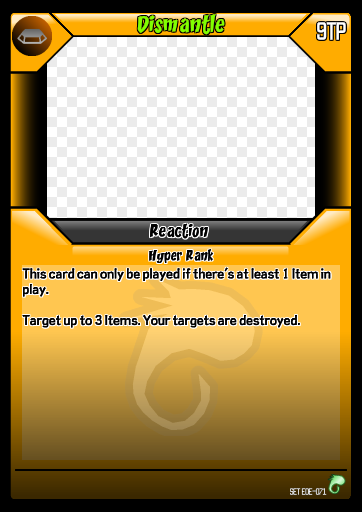 Dismantle
9TP
Reaction
Hyper Rank
This card can only be played if there's at least 1 Item in
play.
Target up to 3 Items. Your targets are destroyed.
SET EDE-071